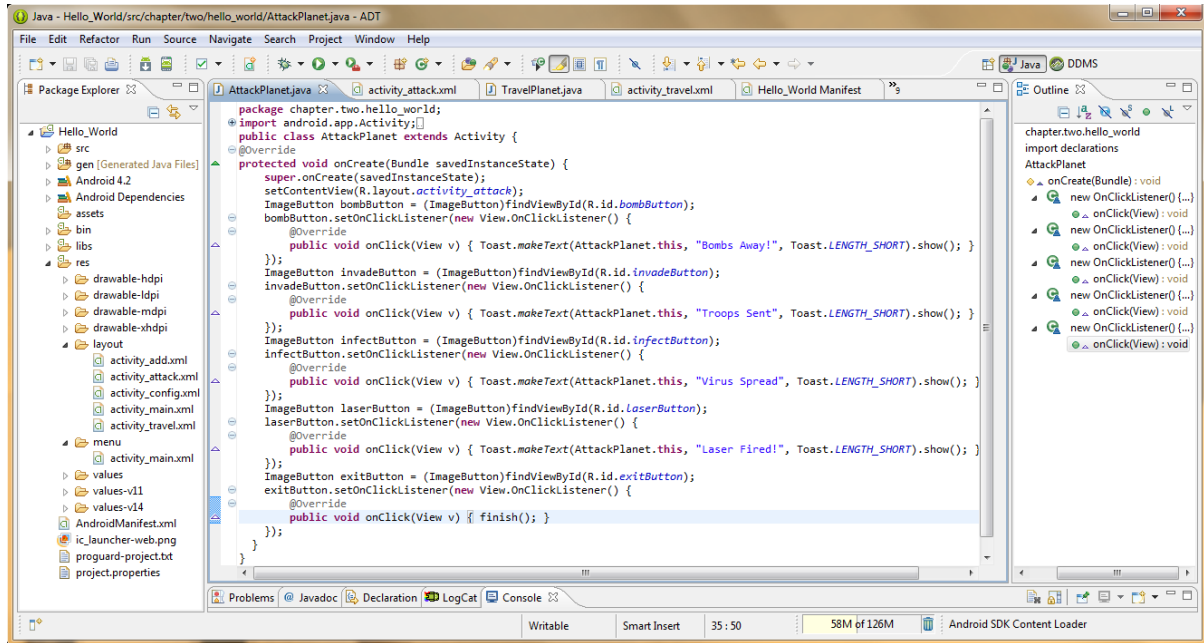 Java - Hello_World/src/chapter/two/hello_world/AttackPlanet.java - ADT
File Edit Refactor Run Source Navigate Search Project Window Help
Java DDMS
Package Explorer
Hello_World
src
gen [Generated Java Files]
Android 4.2
Android Dependencies
assets
bin
libs
res
drawable-hdpi
drawable-ldpi
drawable-mdpi
drawable-xhdpi
layout
activity_add.xml
activity_attack.xml
activity_config.xml
activity_main.xml
activity_travel.xml
menu
activity_main.xml
values
values-v11
values-v14
AndroidManifest.xml
ic_launcher-web.png
proguard-project.txt
project.properties
AttackPlanet.java activity_attack.xml TravelPlanet.java activity_travel.xml Hello_World Manifest »9
package chapter.two.hello_world;
import android.app.Activity;
public class AttackPlanet extends Activity {
@Override
protected void onCreate(Bundle savedInstanceState) {
super.onCreate(savedInstanceState);
setContentView(R.layout.activity_attack);
ImageButton bombButton = (ImageButton)findViewById(R.id.bombButton);
bombButton.setOnClickListener(new View.OnClickListener() {
@Override
public void onClick(View v) { Toast.makeText(AttackPlanet.this, "Bombs Away!", Toast.LENGTH_SHORT).show(); }
});
ImageButton invadeButton = (ImageButton)findViewById(R.id.invadeButton);
invadeButton.setOnClickListener(new View.OnClickListener() {
@Override
public void onClick(View v) { Toast.makeText(AttackPlanet.this, "Troops Sent", Toast.LENGTH_SHORT).show(); }
});
ImageButton infectButton = (ImageButton)findViewById(R.id.infectButton);
infectButton.setOnClickListener(new View.OnClickListener() {
@Override
public void onClick(View v) { Toast.makeText(AttackPlanet.this, "Virus Spread", Toast.LENGTH_SHORT).show(); }
});
ImageButton laserButton = (ImageButton)findViewById(R.id.laserButton);
laserButton.setOnClickListener(new View.OnClickListener() {
@Override
public void onClick(View v) { Toast.makeText(AttackPlanet.this, "Laser Fired!", Toast.LENGTH_SHORT).show(); }
});
ImageButton exitButton = (ImageButton)findViewById(R.id.exitButton);
exitButton.setOnClickListener(new View.OnClickListener() {
@Override
public void onClick(View v) { finish(); }
});
}
}
Outline
chapter.two.hello_world
import declarations
AttackPlanet
onCreate(Bundle) : void
new OnClickListener() {...}
onClick(View) : void
new OnClickListener() {...}
onClick(View) : void
new OnClickListener() {...}
onClick(View) : void
new OnClickListener() {...}
onClick(View) : void
new OnClickListener() {...}
onClick(View) : void
Problems @ Javadoc Declaration LogCat Console
Writable Smart Insert 35 : 50 58M of 126M Android SDK Content Loader